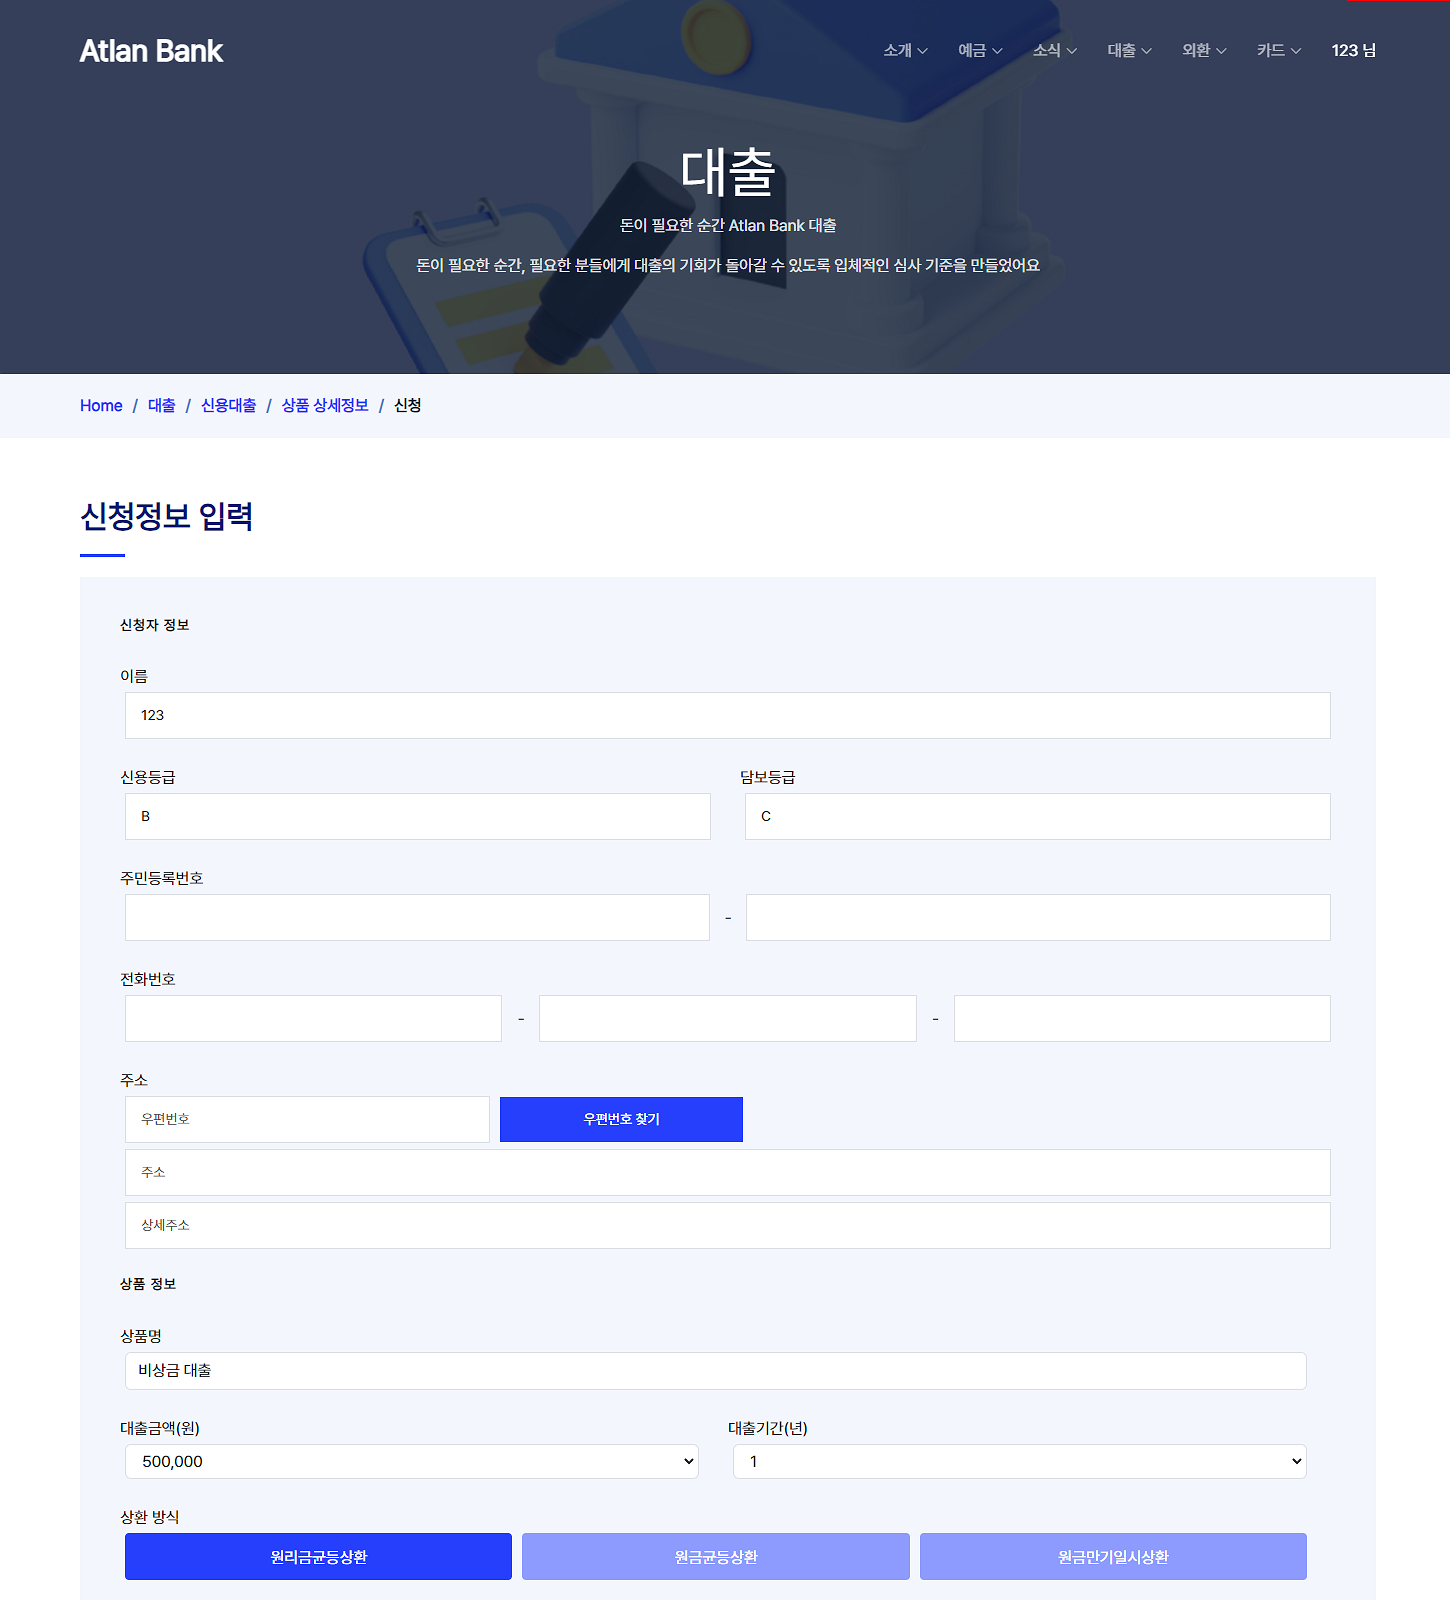 Atlan Bank
소개 예금 소식 대출 외환 카드 123 님
대출
돈이 필요한 순간 Atlan Bank 대출
돈이 필요한 순간, 필요한 분들에게 대출의 기회가 돌아갈 수 있도록 입체적인 심사 기준을 만들었어요
Home / 대출 / 신용대출 / 상품 상세정보 / 신청
신청정보 입력
신청자 정보
이름
123
신용등급 담보등급
B C
주민등록번호
-
전화번호
- -
주소
우편번호 우편번호 찾기
주소
상세주소
상품 정보
상품명
비상금 대출
대출금액(원) 대출기간(년)
500,000 1
상환 방식
원리금균등상환 원금균등상환 원금만기일시상환